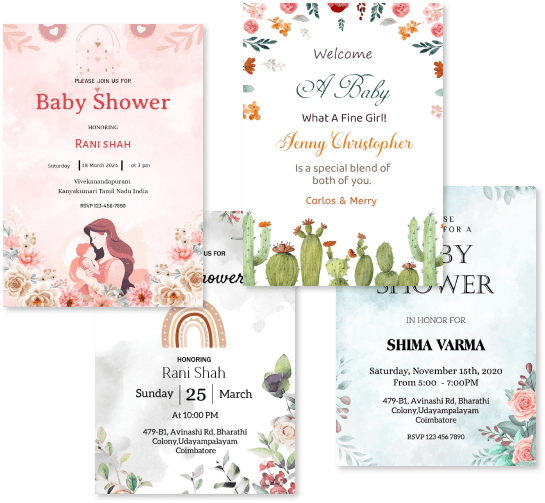 PLEASE JOIN US FOR
Baby Shower
HONORING
RANI SHAH
Saturday | 18 March 2024 | at 3 pm
Vivekanandapuram
Kanyakumari Tamil Nadu India
RSVP 123-456-7890
Welcome
A Baby
What A Fine Girl!
Jenny Christopher
Is a special blend of
both of you.
Carlos & Merry
US FOR
hower
HONORING
Rani Shah
Sunday | 25 | March
At 10:00 PM
479-B1, Avinashi Rd, Bharathi
Colony,Udayampalayam
Coimbatore
SE
FOR A
BY
SHOWER
IN HONOR FOR
SHIMA VARMA
Saturday, November 15th, 2020
From 5:00 - 7:00PM
479-B1, Avinashi Rd, Bharathi
Colony,Udayampalayam
Coimbatore
RSVP 123 456 7890